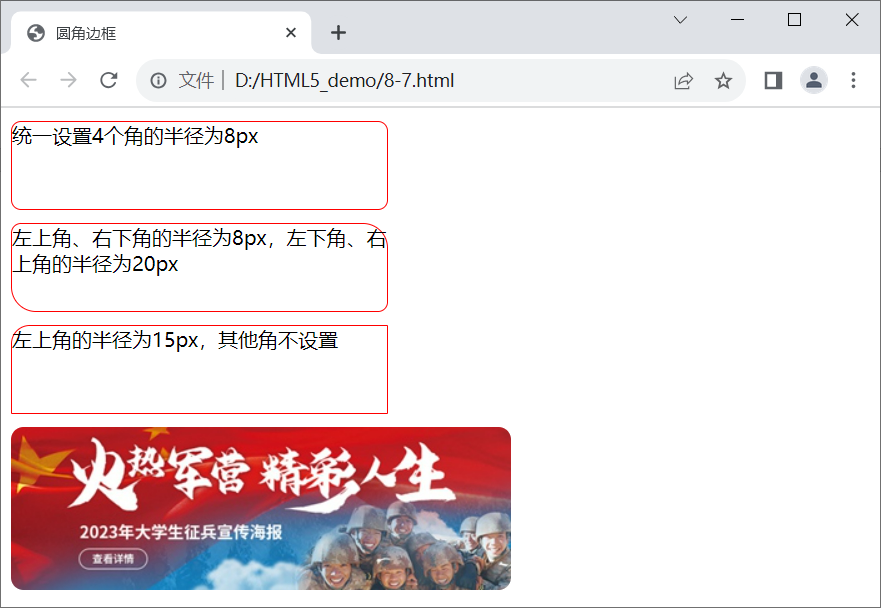 圆角边框
文件 | D:/HTML5_demo/8-7.html
统一设置4个角的半径为8px
左上角、右下角的半径为8px，左下角、右
上角的半径为20px
左上角的半径为15px，其他角不设置
火热军营 精彩人生
2023年大学生征兵宣传海报
查看详情